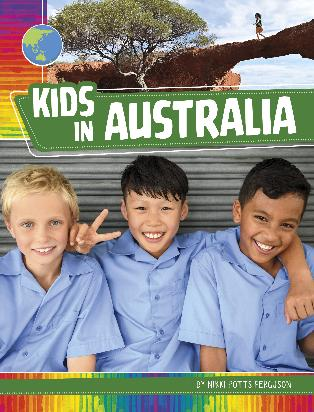 KIDS
IN AUSTRALIA
BY NIKKI POTTS FERGUSON